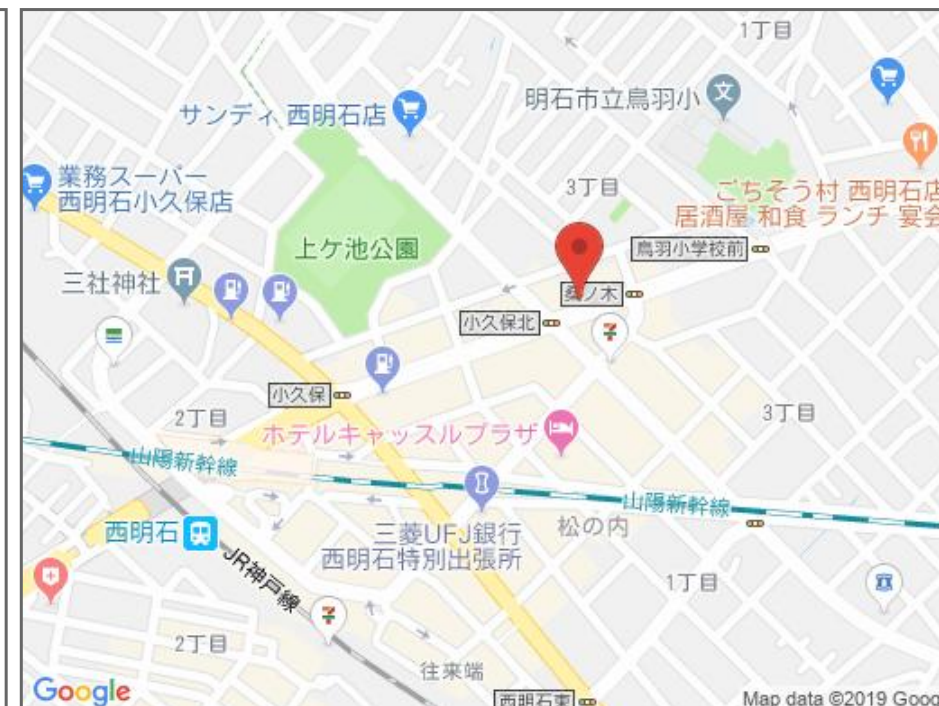 1丁目
サンディ 西明石店
明石市立鳥羽小
業務スーパー
西明石小久保店
3丁目
ごちそう村 西明石店
居酒屋 和食 ランチ 宴会
上ケ池公園
鳥羽小学校前
三社神社
桑ノ木
小久保北
小久保
2丁目
3丁目
ホテルキャッスルプラザ
山陽新幹線
山陽新幹線
西明石
三菱UFJ銀行
西明石特別出張所
松の内
JR神戸線
1丁目
2丁目
往来端
西明石東
Google
Map data ©2019 Goog